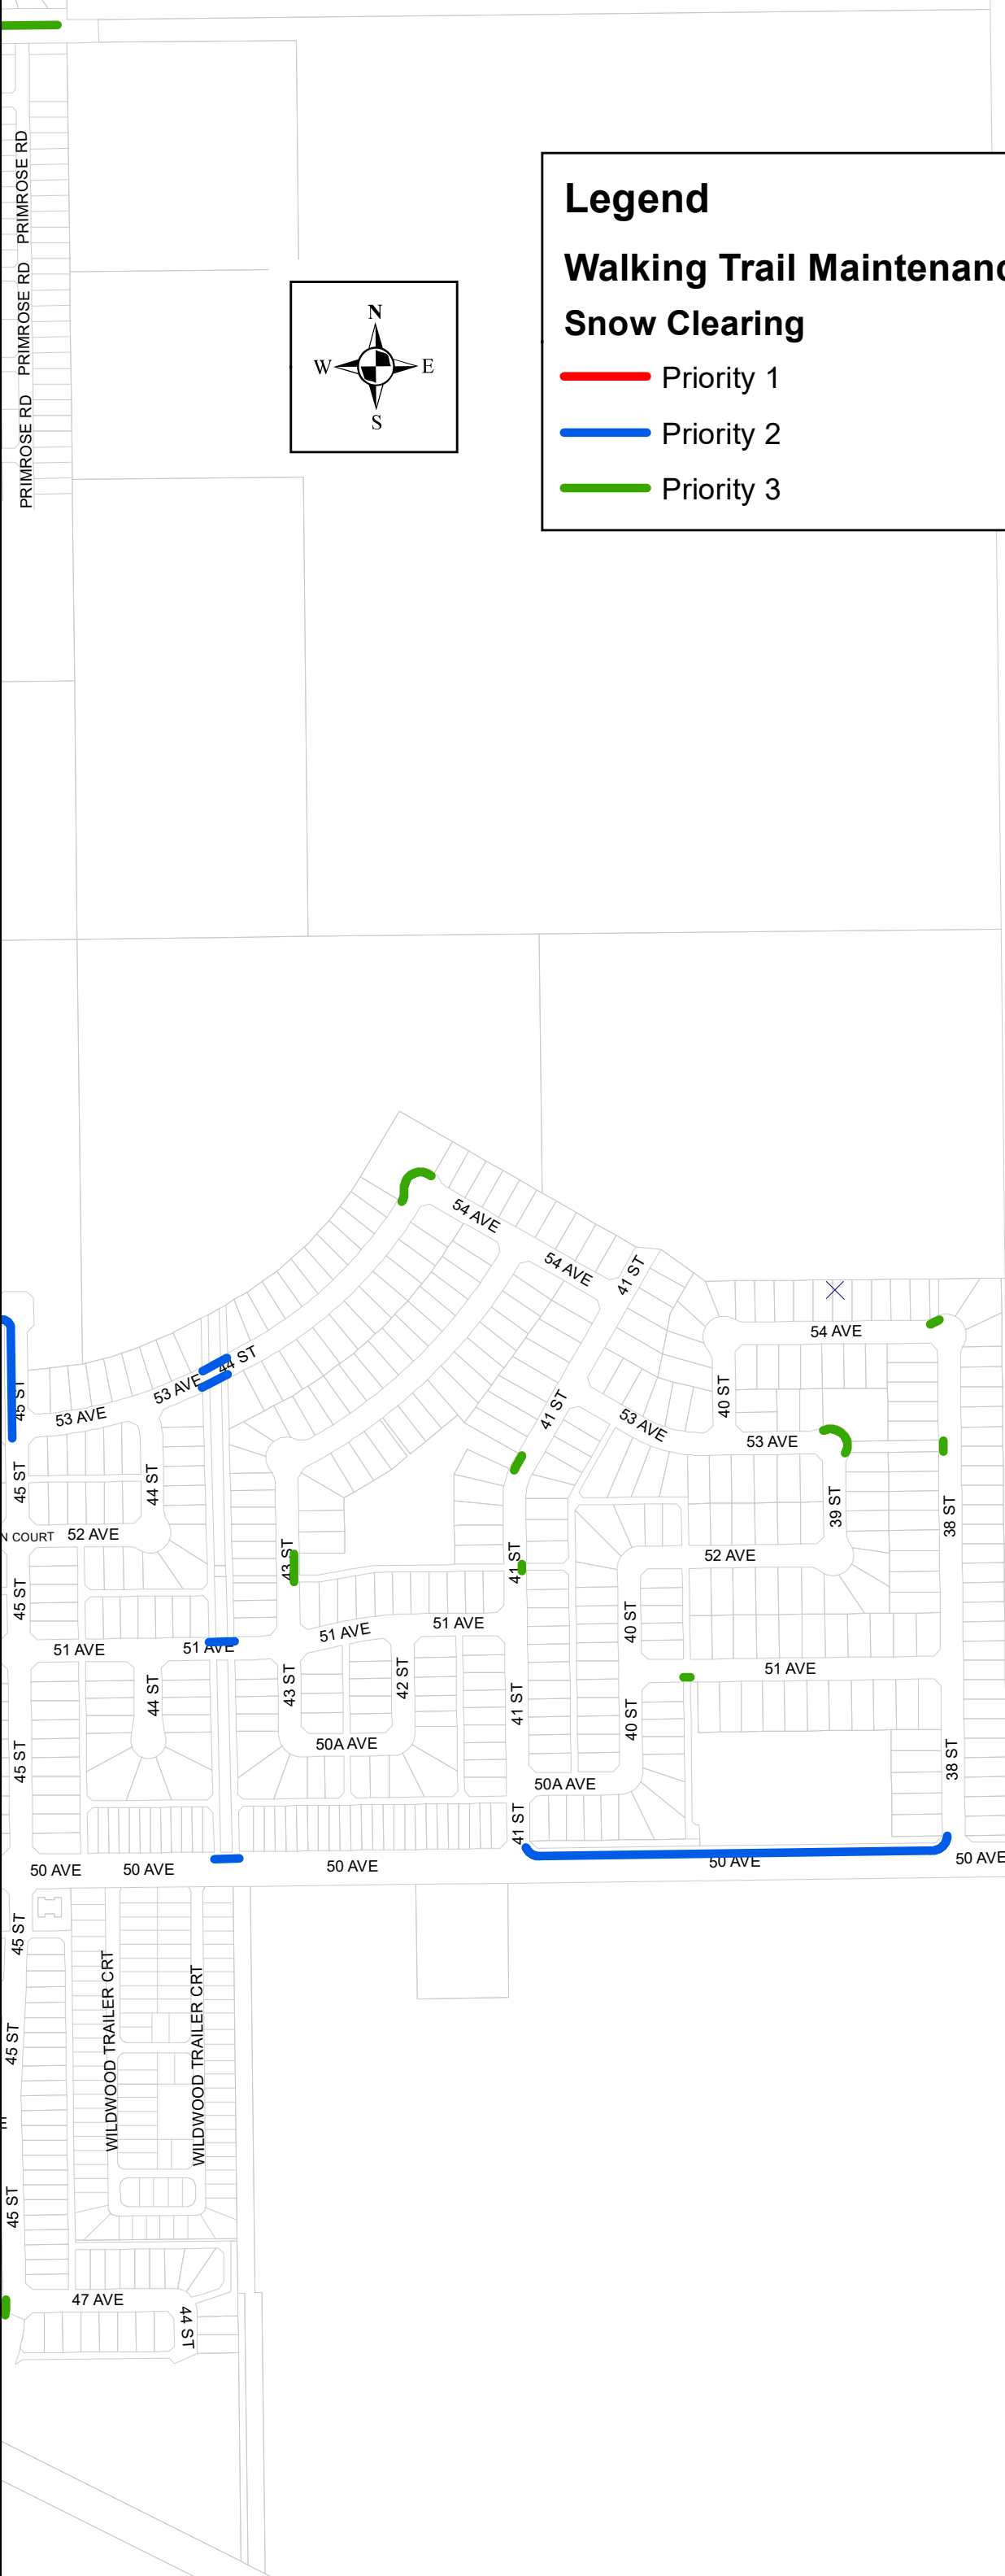 Legend
Walking Trail Maintenanc
Snow Clearing
Priority 1
Priority 2
Priority 3
N
W
E
S
PRIMROSE RD
PRIMROSE RD
PRIMROSE RD
54 AVE
54 AVE
41 ST
54 AVE
44 ST
53 AVE
53 AVE
45 ST
41 ST
40 ST
53 AVE
53 AVE
45 ST
44 ST
39 ST
38 ST
N COURT
52 AVE
43 ST
41 ST
52 AVE
45 ST
40 ST
51 AVE
51 AVE
51 AVE
51 AVE
51 AVE
44 ST
43 ST
42 ST
41 ST
40 ST
45 ST
50A AVE
38 ST
50A AVE
41 ST
50 AVE
50 AVE
50 AVE
50 AVE
50 AVE
45 ST
WILDWOOD TRAILER CRT
WILDWOOD TRAILER CRT
45 ST
45 ST
47 AVE
44 ST